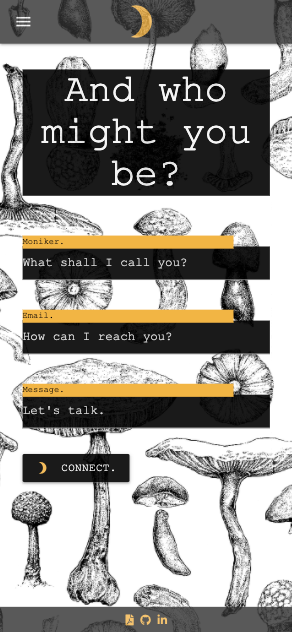 And who
might you
be?
Moniker.
What shall I call you?
Email.
How can I reach you?
Message.
Let's talk.
CONNECT.